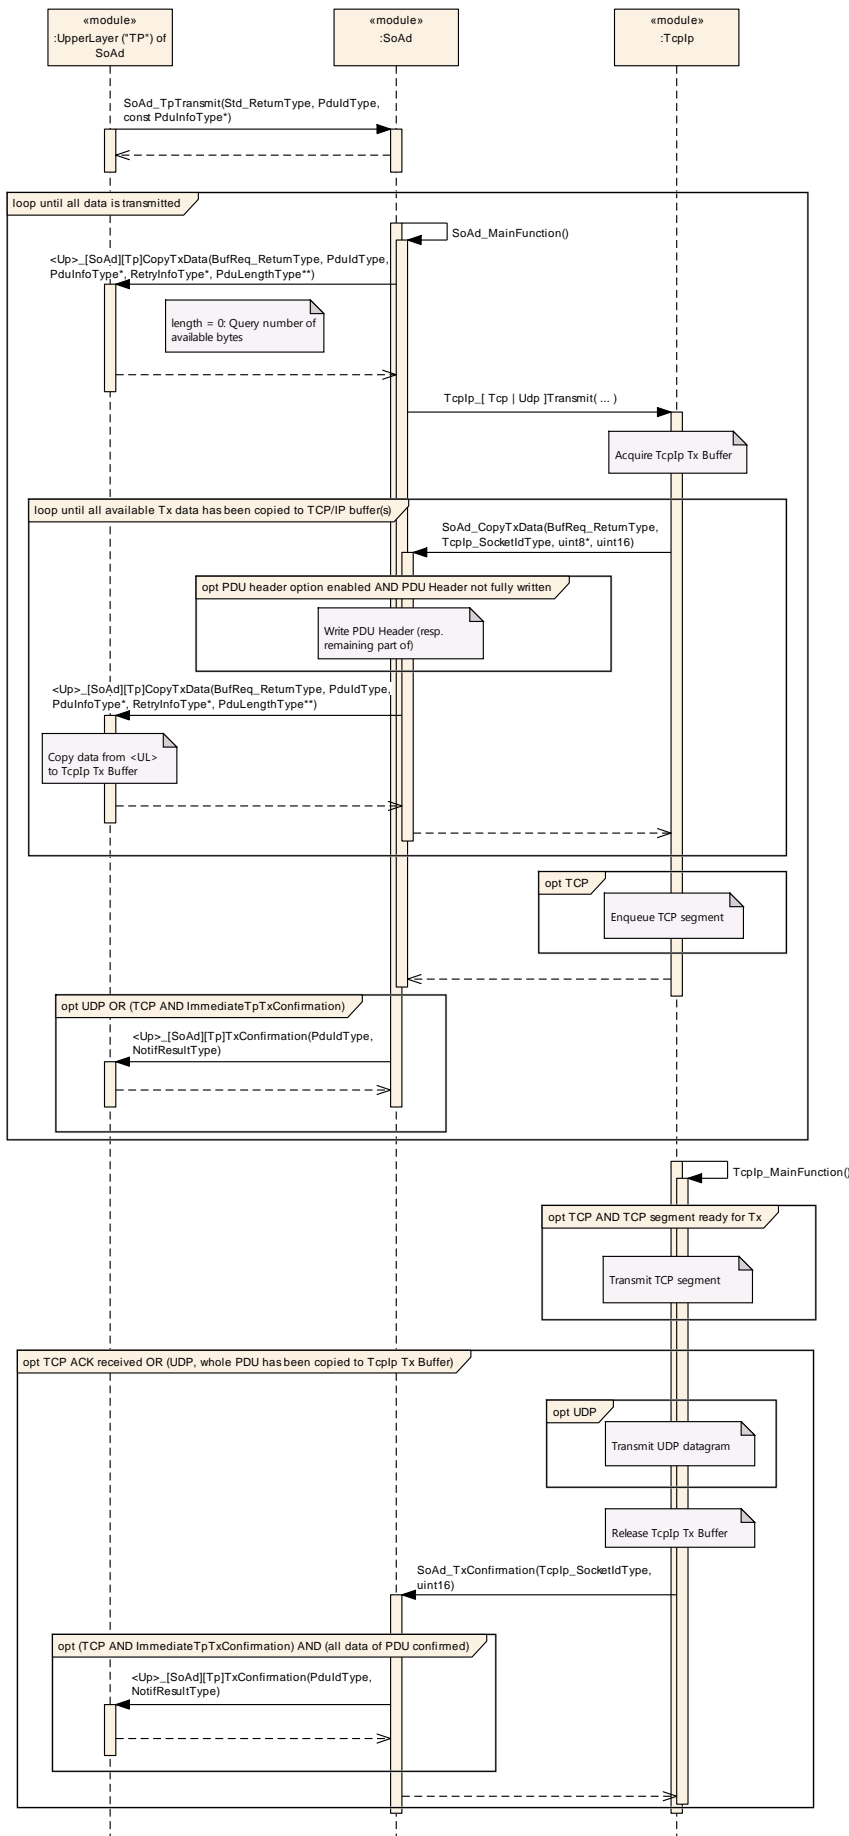 «module»
:UpperLayer ("TP") of
SoAd
«module»
:SoAd
«module»
:TcpIp
SoAd_TpTransmit(Std_ReturnType, PduIdType,
const PduInfoType*)
loop until all data is transmitted
SoAd_MainFunction()
<Up>_[SoAd][Tp]CopyTxData(BufReq_ReturnType, PduIdType,
PduInfoType*, RetryInfoType*, PduLengthType**)
length = 0: Query number of
available bytes
TcpIp_[ Tcp | Udp ]Transmit( ... )
Acquire TcpIp Tx Buffer
loop until all available Tx data has been copied to TCP/IP buffer(s)
SoAd_CopyTxData(BufReq_ReturnType,
TcpIp_SocketIdType, uint8*, uint16)
opt PDU header option enabled AND PDU Header not fully written
Write PDU Header (resp.
remaining part of)
<Up>_[SoAd][Tp]CopyTxData(BufReq_ReturnType, PduIdType,
PduInfoType*, RetryInfoType*, PduLengthType**)
Copy data from <UL>
to TcpIp Tx Buffer
opt TCP
Enqueue TCP segment
opt UDP OR (TCP AND ImmediateTpTxConfirmation)
<Up>_[SoAd][Tp]TxConfirmation(PduIdType,
NotifResultType)
TcpIp_MainFunction()
opt TCP AND TCP segment ready for Tx
Transmit TCP segment
opt TCP ACK received OR (UDP, whole PDU has been copied to TcpIp Tx Buffer)
opt UDP
Transmit UDP datagram
Release TcpIp Tx Buffer
SoAd_TxConfirmation(TcpIp_SocketIdType,
uint16)
opt (TCP AND ImmediateTpTxConfirmation) AND (all data of PDU confirmed)
<Up>_[SoAd][Tp]TxConfirmation(PduIdType,
NotifResultType)